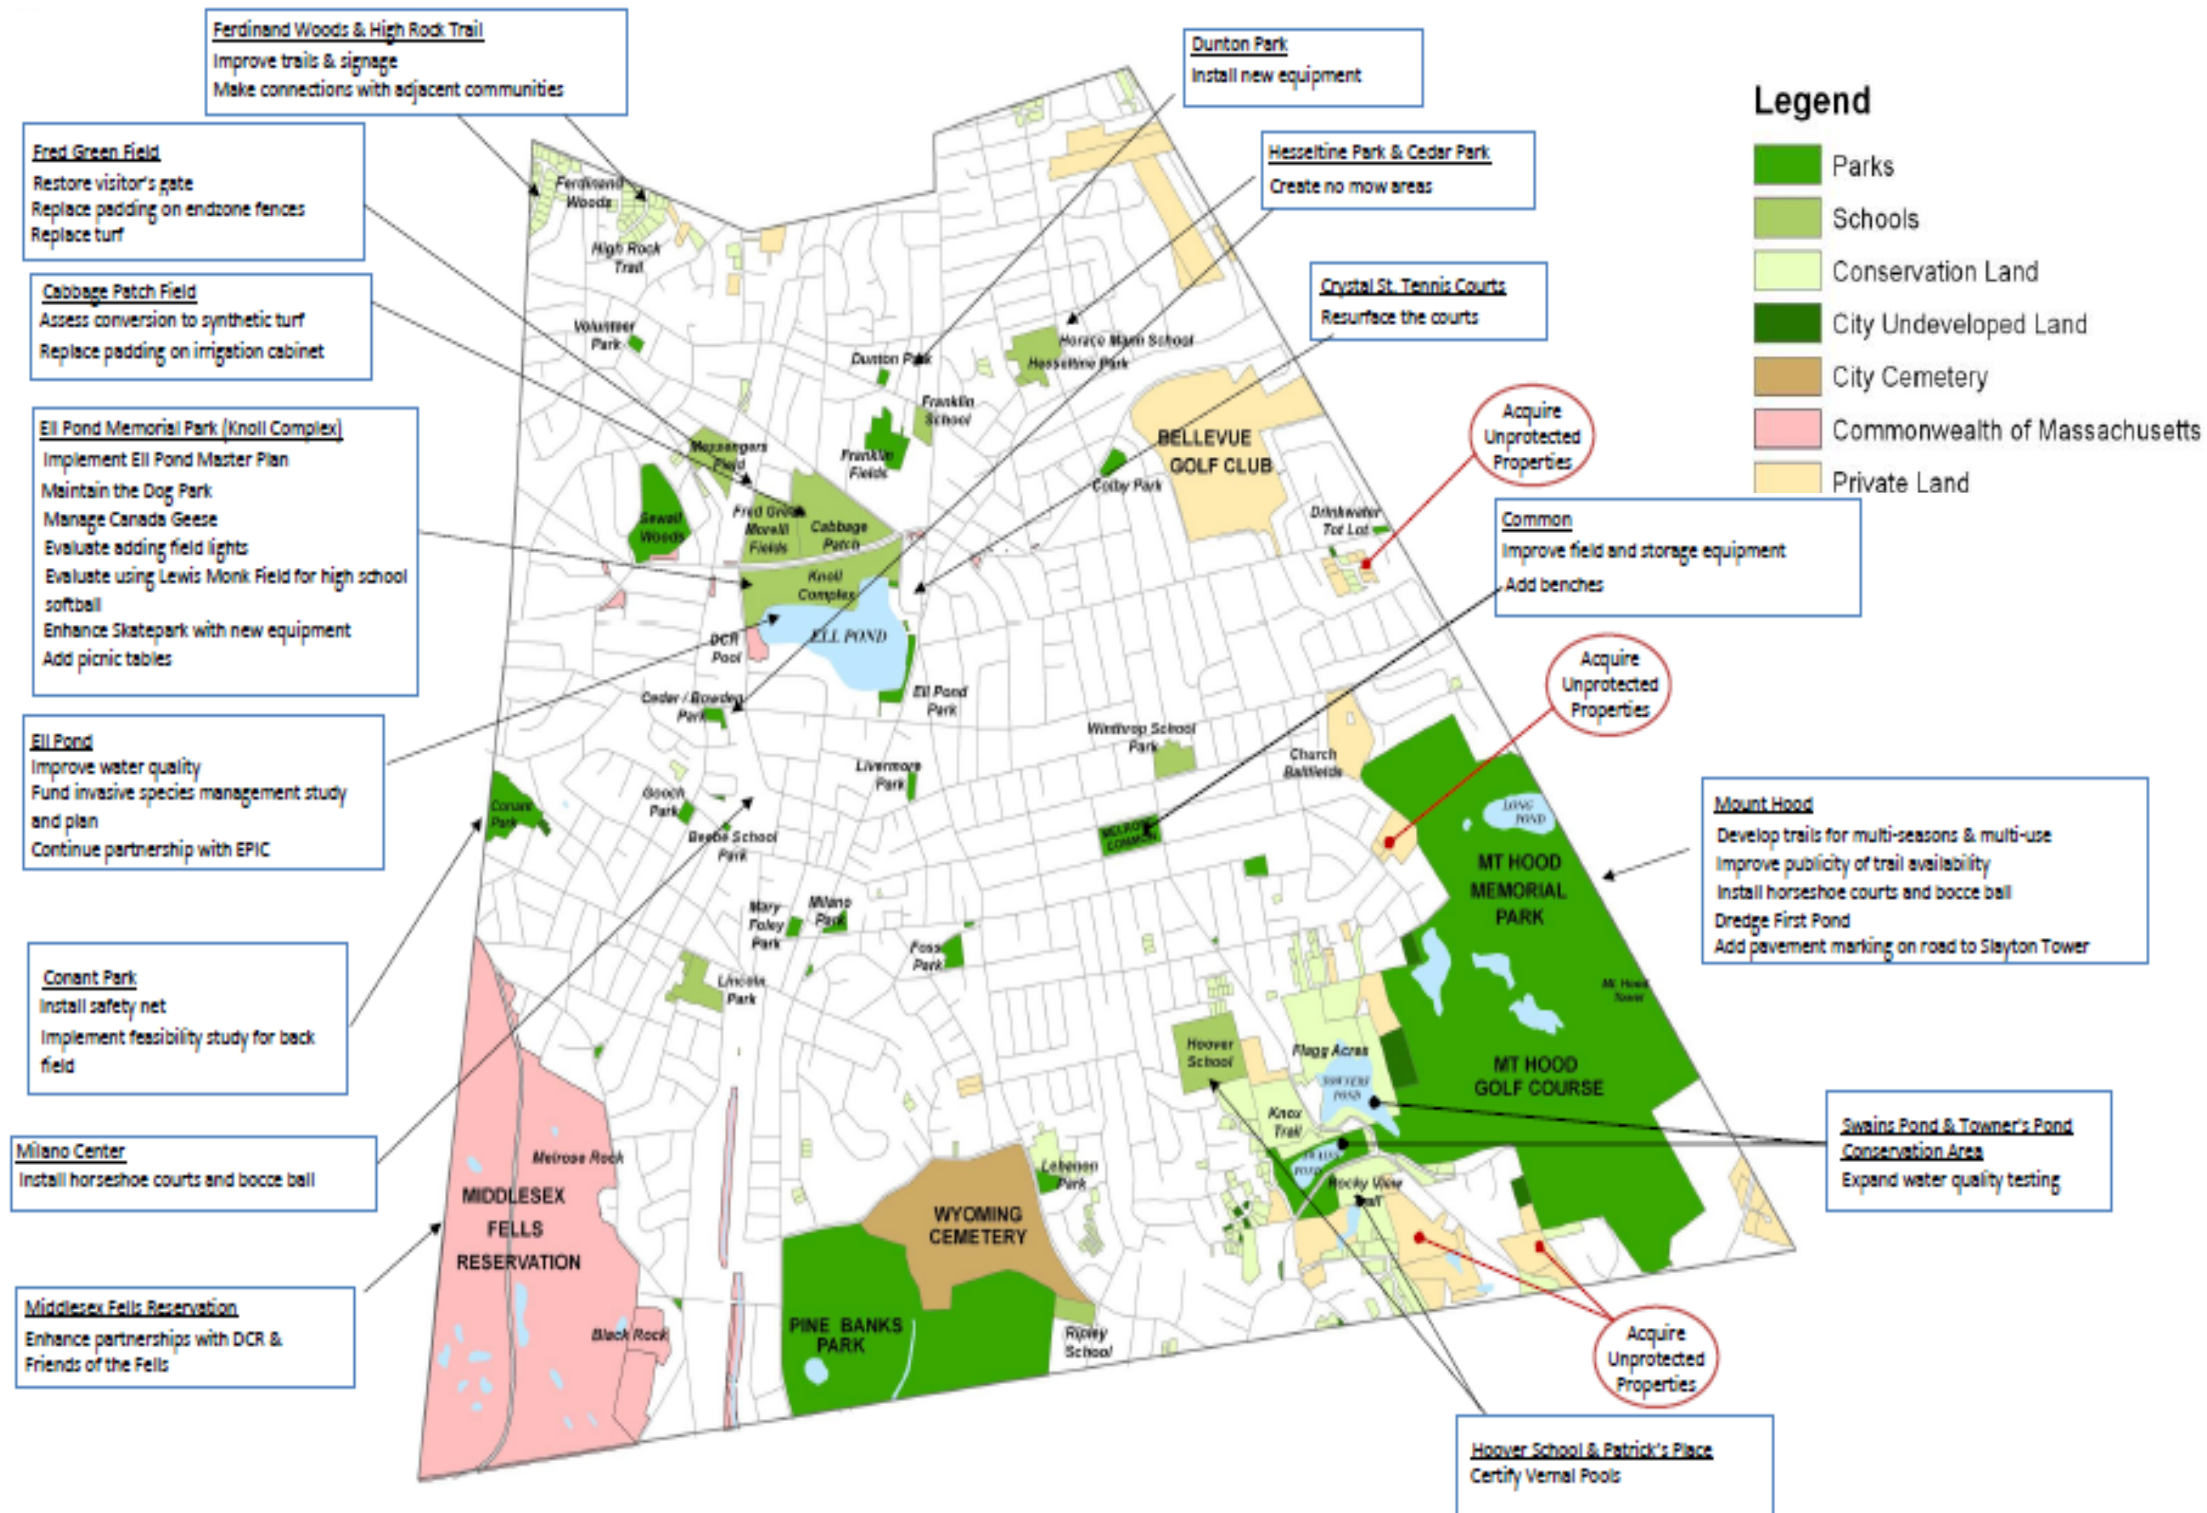 Ferdinand Woods & High Rock Trail
Improve trails & signage
Make connections with adjacent communities
Dunton Park
Install new equipment
Fred Green Field
Restore visitor's gate
Replace padding on endzone fences
Replace turf
Hesseltine Park & Cedar Park
Create no mow areas
Cabbage Patch Field
Assess conversion to synthetic turf
Replace padding on irrigation cabinet
Crystal St. Tennis Courts
Resurface the courts
Legend
Parks
Schools
Conservation Land
City Undeveloped Land
City Cemetery
Commonwealth of Massachusetts
Private Land
Ell Pond Memorial Park (Knoll Complex)
Implement Ell Pond Master Plan
Maintain the Dog Park
Manage Canada Geese
Evaluate adding field lights
Evaluate using Lewis Monk Field for high school
softball
Enhance Skatepark with new equipment
Add picnic tables
Acquire
Unprotected
Properties
Common
Improve field and storage equipment
Add benches
Acquire
Unprotected
Properties
Ell Pond
Improve water quality
Fund invasive species management study
and plan
Continue partnership with EPIC
Mount Hood
Develop trails for multi-seasons & multi-use
Improve publicity of trail availability
Install horseshoe courts and bocce ball
Dredge First Pond
Add pavement marking on road to Slayton Tower
Conant Park
Install safety net
Implement feasibility study for back
field
Milano Center
Install horseshoe courts and bocce ball
Swains Pond & Towner's Pond
Conservation Area
Expand water quality testing
Middlesex Fells Reservation
Enhance partnerships with DCR &
Friends of the Fells
Acquire
Unprotected
Properties
Hoover School & Patrick's Place
Certify Vernal Pools
Ferdinand
Woods
High Rock
Trail
Volunteer
Park
Dunton Park
Horace Mann School
Hesseltine Park
Franklin
School
Franklin
Fields
Messengers
Field
Sewall
Woods
Fred Green
Morelli
Fields
Cabbage
Patch
Knoll
Complex
BELLEVUE
GOLF CLUB
Colby Park
Drinkwater
Tot Lot
DCR
Pool
ELL POND
Ell Pond
Park
Cedar / Bowden
Park
Winthrop School
Park
Church
Ballfields
Livermore
Park
Conant
Park
Gooch
Park
Beebe School
Park
MELROSE
COMMON
LONG
POND
MT HOOD
MEMORIAL
PARK
Mary
Foley
Park
Milano
Park
Foss
Park
Lincoln
Park
Mt. Hood
Tower
Hoover
School
Flagg Acres
POND
MT HOOD
GOLF COURSE
Knox
Trail
SWAINS
POND
Rocky View
Trail
Melrose Rock
MIDDLESEX
FELLS
RESERVATION
Black Rock
Lebanon
Park
WYOMING
CEMETERY
PINE BANKS
PARK
Ripley
School